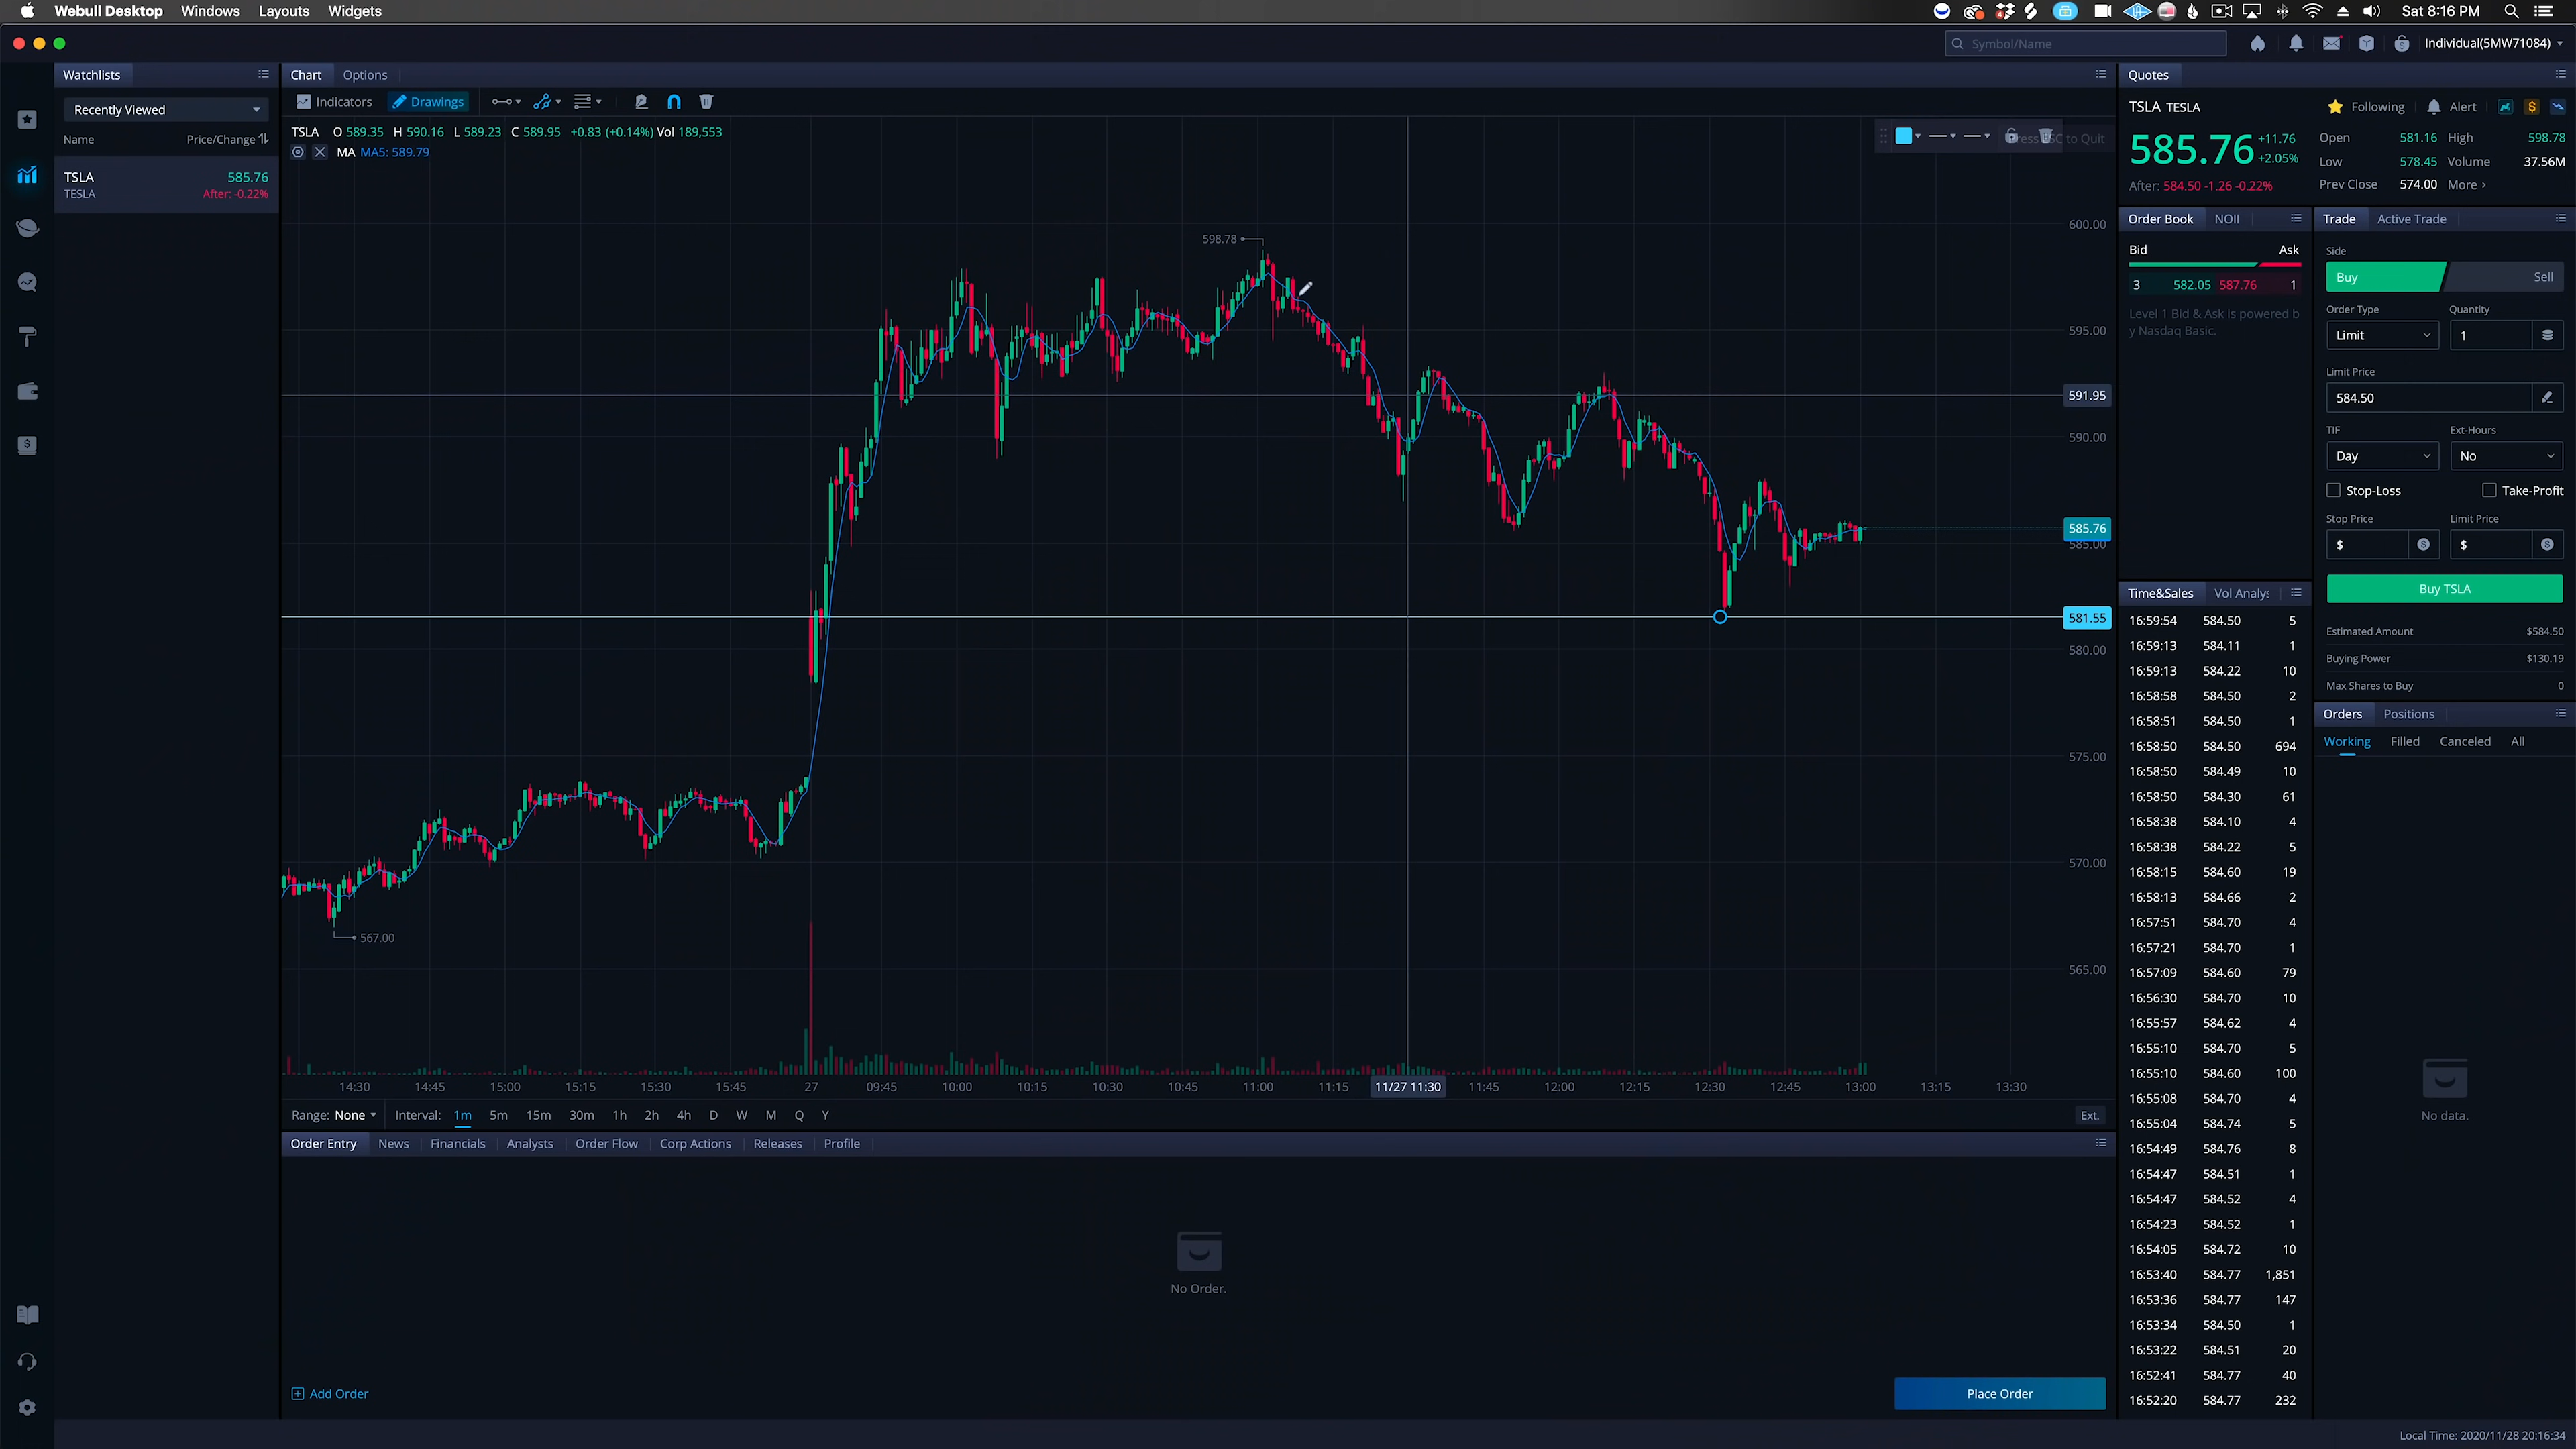 Webull Desktop Windows Layouts Widgets
Sat 8:16 PM
Symbol/Name
Individual(5MW71084)
Watchlists
Recently Viewed
Name Price/Change
TSLA 585.76
TESLA After: -0.22%
Chart Options
Indicators Drawings
TSLA O 589.35 H 590.16 L 589.23 C 589.95 +0.83 (+0.14%) Vol 189,553
MA MA5: 589.79
598.78
567.00
600.00
595.00
591.95
590.00
585.76
585.00
581.55
580.00
575.00
570.00
565.00
14:30 14:45 15:00 15:15 15:30 15:45 27 09:45 10:00 10:15 10:30 10:45 11:00 11:15 11/27 11:30 11:45 12:00 12:15 12:30 12:45 13:00 13:15 13:30
Range: None Interval: 1m 5m 15m 30m 1h 2h 4h D W M Q Y Ext.
Order Entry News Financials Analysts Order Flow Corp Actions Releases Profile
No Order.
Add Order
Place Order
Quotes
TSLA TESLA Following Alert
585.76 +11.76
+2.05%
After: 584.50 -1.26 -0.22%
Open 581.16 High 598.78
Low 578.45 Volume 37.56M
Prev Close 574.00 More
Order Book NOII
Bid Ask
3 582.05 587.76 1
Level 1 Bid & Ask is powered b
y Nasdaq Basic.
Time&Sales Vol Analys
16:59:54 584.50 5
16:59:13 584.11 1
16:59:13 584.22 10
16:58:58 584.50 2
16:58:51 584.50 1
16:58:50 584.50 694
16:58:50 584.49 10
16:58:50 584.30 61
16:58:38 584.10 4
16:58:38 584.22 5
16:58:15 584.60 19
16:58:13 584.66 2
16:57:51 584.70 4
16:57:21 584.70 1
16:57:09 584.60 79
16:56:30 584.70 10
16:55:57 584.62 4
16:55:10 584.70 5
16:55:10 584.60 100
16:55:08 584.70 4
16:55:04 584.74 5
16:54:49 584.76 8
16:54:47 584.51 1
16:54:47 584.52 4
16:54:23 584.52 1
16:54:05 584.72 10
16:53:40 584.77 1,851
16:53:36 584.77 147
16:53:34 584.50 1
16:53:22 584.51 20
16:52:41 584.77 40
16:52:20 584.77 232
Trade Active Trade
Side
Buy Sell
Order Type Quantity
Limit 1
Limit Price
584.50
TIF Ext-Hours
Day No
Stop-Loss Take-Profit
Stop Price Limit Price
$ $
Buy TSLA
Estimated Amount $584.50
Buying Power $130.19
Max Shares to Buy 0
Orders Positions
Working Filled Canceled All
No data.
Local Time: 2020/11/28 20:16:34